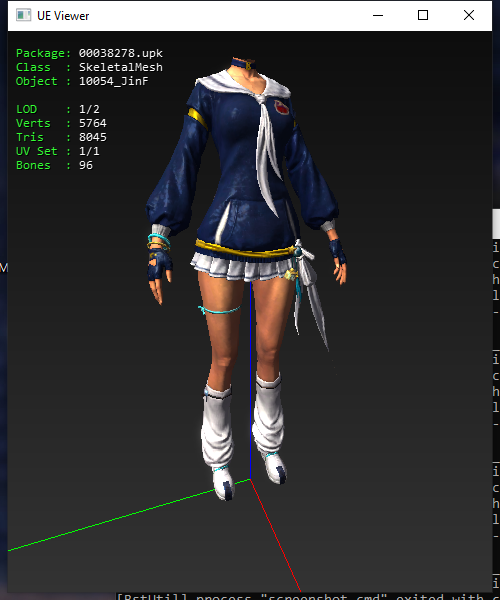 UE Viewer
Package: 00038278.upk
Class : SkeletalMesh
Object : 10054_JinF
LOD : 1/2
Verts : 5764
Tris : 8045
UV Set : 1/1
Bones : 96
M
i
c
h
l
-
i
c
h
l
-
i
c
h
l
-
i
[BstUtil] process "screenshot.cmd" exited with c